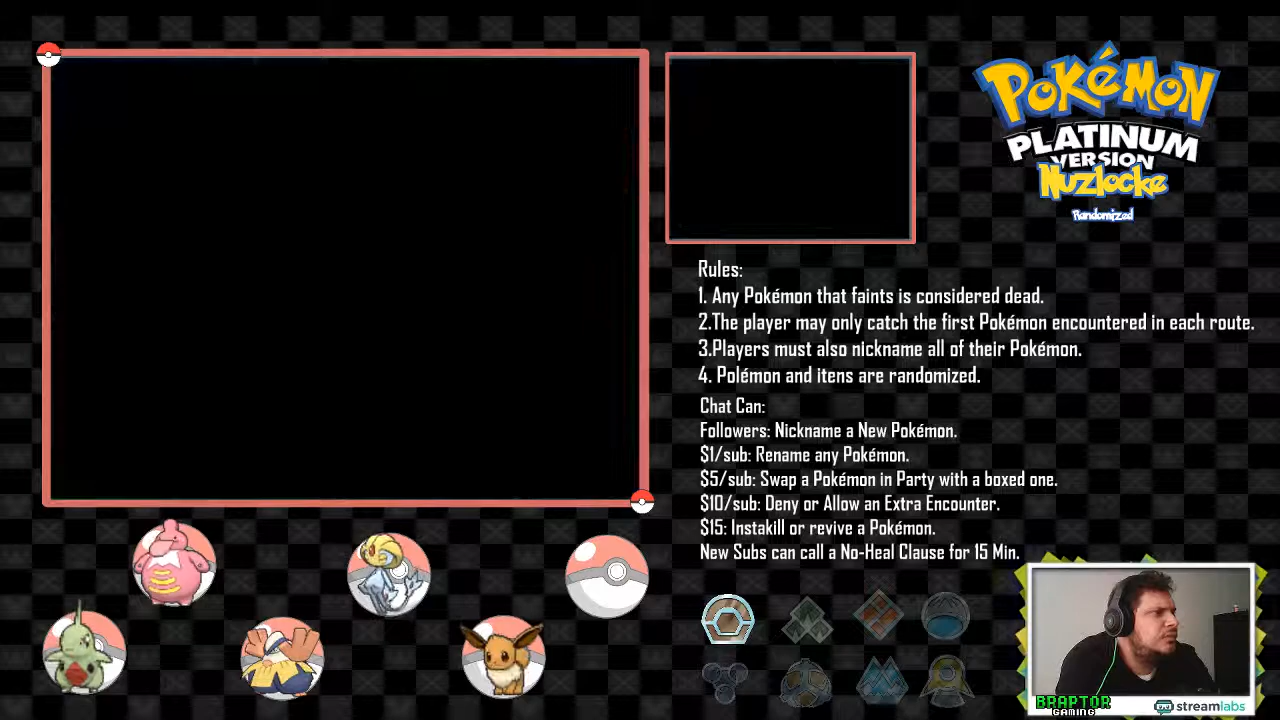 POKÉMON
PLATINUM
VERSION
Nuzlocke
Randomized
Rules:
1. Any Pokémon that faints is considered dead.
2.The player may only catch the first Pokémon encountered in each route.
3.Players must also nickname all of their Pokémon.
4. Polémon and itens are randomized.
Chat Can:
Followers: Nickname a New Pokémon.
$1/sub: Rename any Pokémon.
$5/sub: Swap a Pokémon in Party with a boxed one.
$10/sub: Deny or Allow an Extra Encounter.
$15: Instakill or revive a Pokémon.
New Subs can call a No-Heal Clause for 15 Min.
BRAPTOR
GAMING
streamlabs